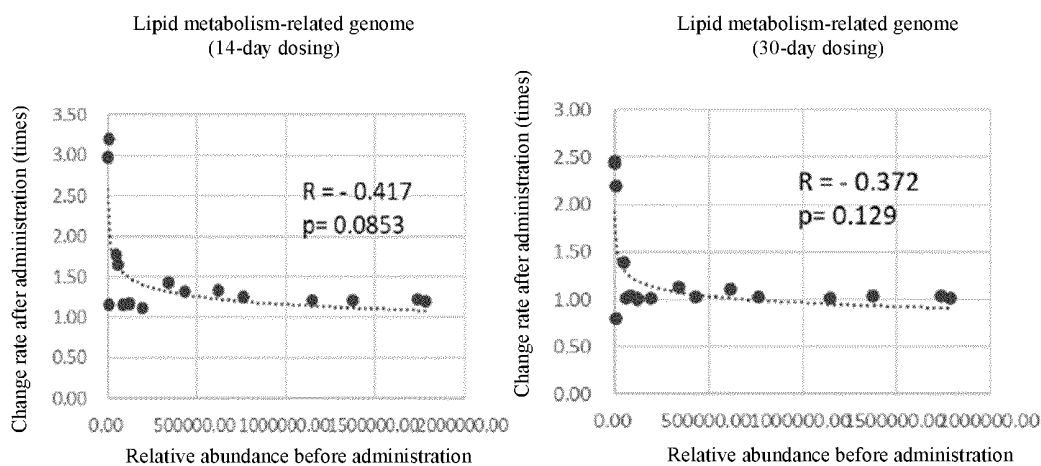 Lipid metabolism-related genome
(14-day dosing)
Change rate after administration (times)
3.50
3.00
2.50
2.00
1.50
1.00
0.50
0.00
R = - 0.417
p= 0.0853
0.00 500000.00 1000000.00 1500000.00 2000000.00
Relative abundance before administration
Lipid metabolism-related genome
(30-day dosing)
Change rate after administration (times)
3.00
2.50
2.00
1.50
1.00
0.50
0.00
R = - 0.372
p= 0.129
0.00 500000.00 1000000.00 1500000.00 2000000.00
Relative abundance before administration